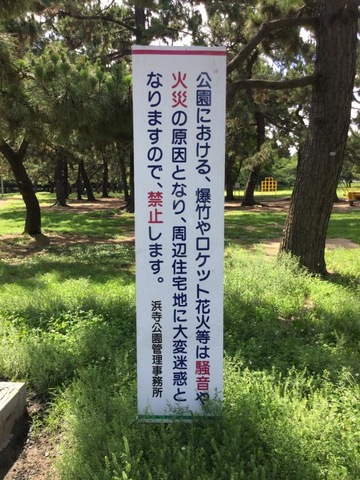 公園における、爆竹やロケット花火等は騒音や
火災の原因となり、周辺住宅地に大変迷惑と
なりますので、禁止します。
浜寺公園管理事務所